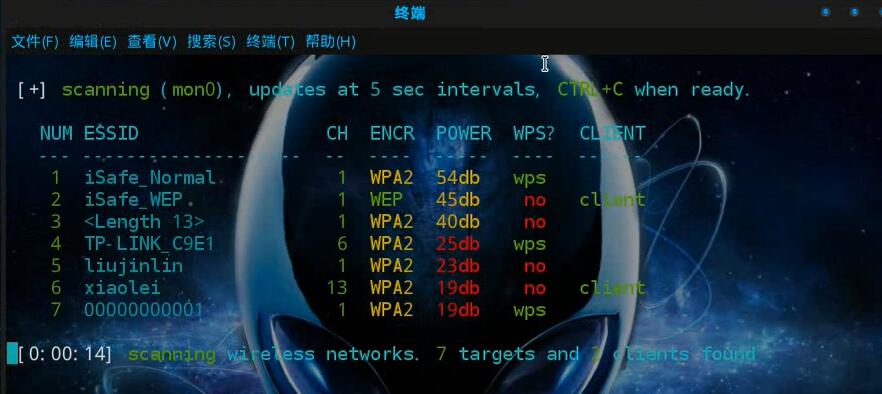 终端
文件(F) 编辑(E) 查看(V) 搜索(S) 终端(T) 帮助(H)
[+] scanning (mon0), updates at 5 sec intervals, CTRL+C when ready.
NUM ESSID CH ENCR POWER WPS? CLIENT
--- -------------------- -- ---- ----- ---- ------
1 iSafe_Normal 1 WPA2 54db wps
2 iSafe_WEP 1 WEP 45db no client
3 <Length 13> 1 WPA2 40db no
4 TP-LINK_C9E1 6 WPA2 25db wps
5 liujinlin 1 WPA2 23db no
6 xiaolei 13 WPA2 19db no client
7 00000000001 1 WPA2 19db wps
[0:00:14] scanning wireless networks. 7 targets and 2 clients found